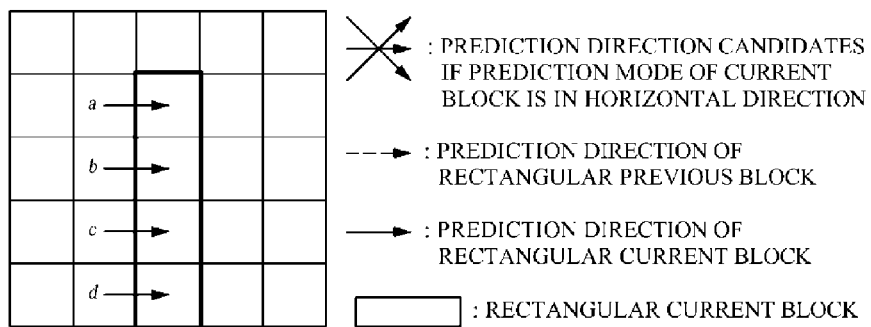 : PREDICTION DIRECTION CANDIDATES
IF PREDICTION MODE OF CURRENT
BLOCK IS IN HORIZONTAL DIRECTION
a
b
: PREDICTION DIRECTION OF
RECTANGULAR PREVIOUS BLOCK
c
: PREDICTION DIRECTION OF
RECTANGULAR CURRENT BLOCK
d
: RECTANGULAR CURRENT BLOCK